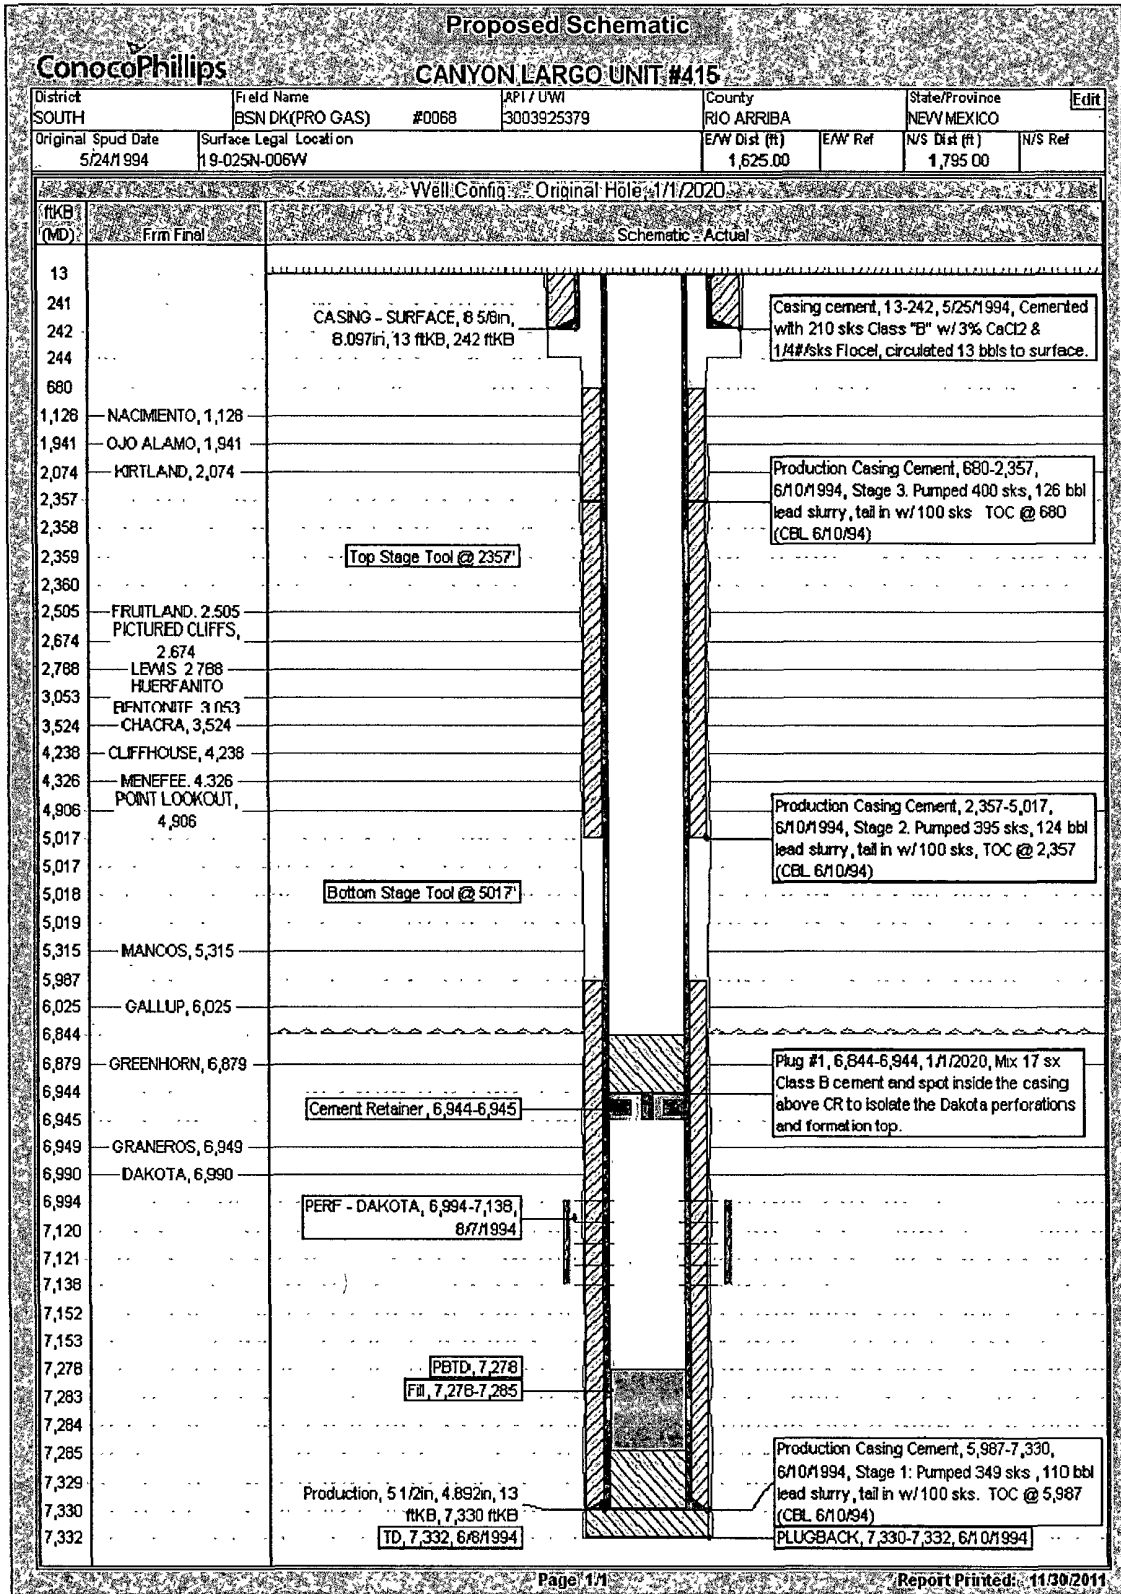 Proposed Schematic
ConocoPhillips
CANYON LARGO UNIT #415
District
SOUTH
Field Name
BSN DK(PRO GAS) #0068
API / UWI
3003925379
County
RIO ARRIBA
State/Province
NEW MEXICO
Edit
Original Spud Date
5/24/1994
Surface Legal Location
19-025N-006W
E/W Dist (ft)
1,625.00
E/W Ref
N/S Dist (ft)
1,795 00
N/S Ref
Well Config: - Original Hole, 1/1/2020
ftKB
(MD)
Frm Final
Schematic - Actual
13
241
242
244
680
1,128
1,941
2,074
2,357
2,358
2,359
2,360
2,505
2,674
2,788
3,053
3,524
4,238
4,326
4,906
5,017
5,017
5,018
5,019
5,315
5,987
6,025
6,844
6,879
6,944
6,945
6,949
6,990
6,994
7,120
7,121
7,138
7,152
7,153
7,278
7,283
7,284
7,285
7,329
7,330
7,332
NACIMIENTO, 1,128
OJO ALAMO, 1,941
KIRTLAND, 2,074
FRUITLAND, 2,505
PICTURED CLIFFS,
2,674
LEWIS 2 788
HUERFANITO
BENTONITE, 3,053
CHACRA, 3,524
CLIFFHOUSE, 4,238
MENEFEE, 4,326
POINT LOOKOUT,
4,906
MANCOS, 5,315
GALLUP, 6,025
GREENHORN, 6,879
GRANEROS, 6,949
DAKOTA, 6,990
CASING - SURFACE, 8 5/8in,
8.097in, 13 ftKB, 242 ftKB
Top Stage Tool @ 2357'
Bottom Stage Tool @ 5017'
Cement Retainer, 6,944-6,945
PERF - DAKOTA, 6,994-7,138,
8/7/1994
PBTD, 7,278
Fill, 7,278-7,285
Production, 5 1/2in, 4.892in, 13
ftKB, 7,330 ftKB
TD, 7,332, 6/8/1994
Casing cement, 13-242, 5/25/1994, Cemented
with 210 sks Class "B" w/ 3% CaCl2 &
1/4#/sks Flocel, circulated 13 bbls to surface.
Production Casing Cement, 680-2,357,
6/10/1994, Stage 3. Pumped 400 sks, 126 bbl
lead slurry, tail in w/ 100 sks TOC @ 680
(CBL 6/10/94)
Production Casing Cement, 2,357-5,017,
6/10/1994, Stage 2. Pumped 395 sks, 124 bbl
lead slurry, tail in w/ 100 sks, TOC @ 2,357
(CBL 6/10/94)
Plug #1, 6,844-6,944, 1/1/2020, Mix 17 sx
Class B cement and spot inside the casing
above CR to isolate the Dakota perforations
and formation top.
Production Casing Cement, 5,987-7,330,
6/10/1994, Stage 1: Pumped 349 sks , 110 bbl
lead slurry, tail in w/ 100 sks. TOC @ 5,987
(CBL 6/10/94)
PLUGBACK, 7,330-7,332, 6/10/1994
Page 1/1
Report Printed: 11/30/2011